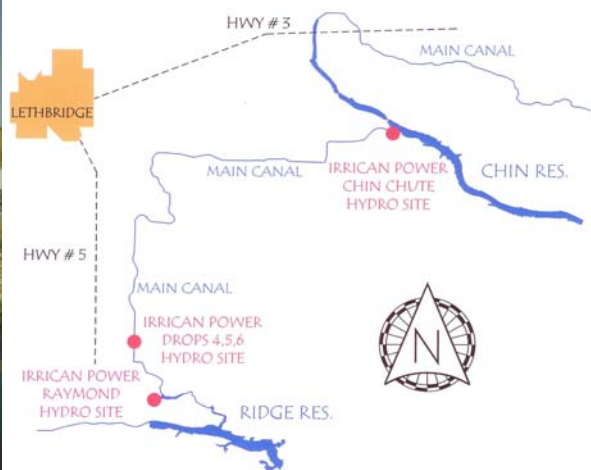 HWY # 3
MAIN CANAL
LETHBRIDGE
MAIN CANAL
IRRICAN POWER
CHIN CHUTE
HYDRO SITE
CHIN RES.
HWY # 5
MAIN CANAL
IRRICAN POWER
DROPS 4,5,6
HYDRO SITE
IRRICAN POWER
RAYMOND
HYDRO SITE
RIDGE RES.
N